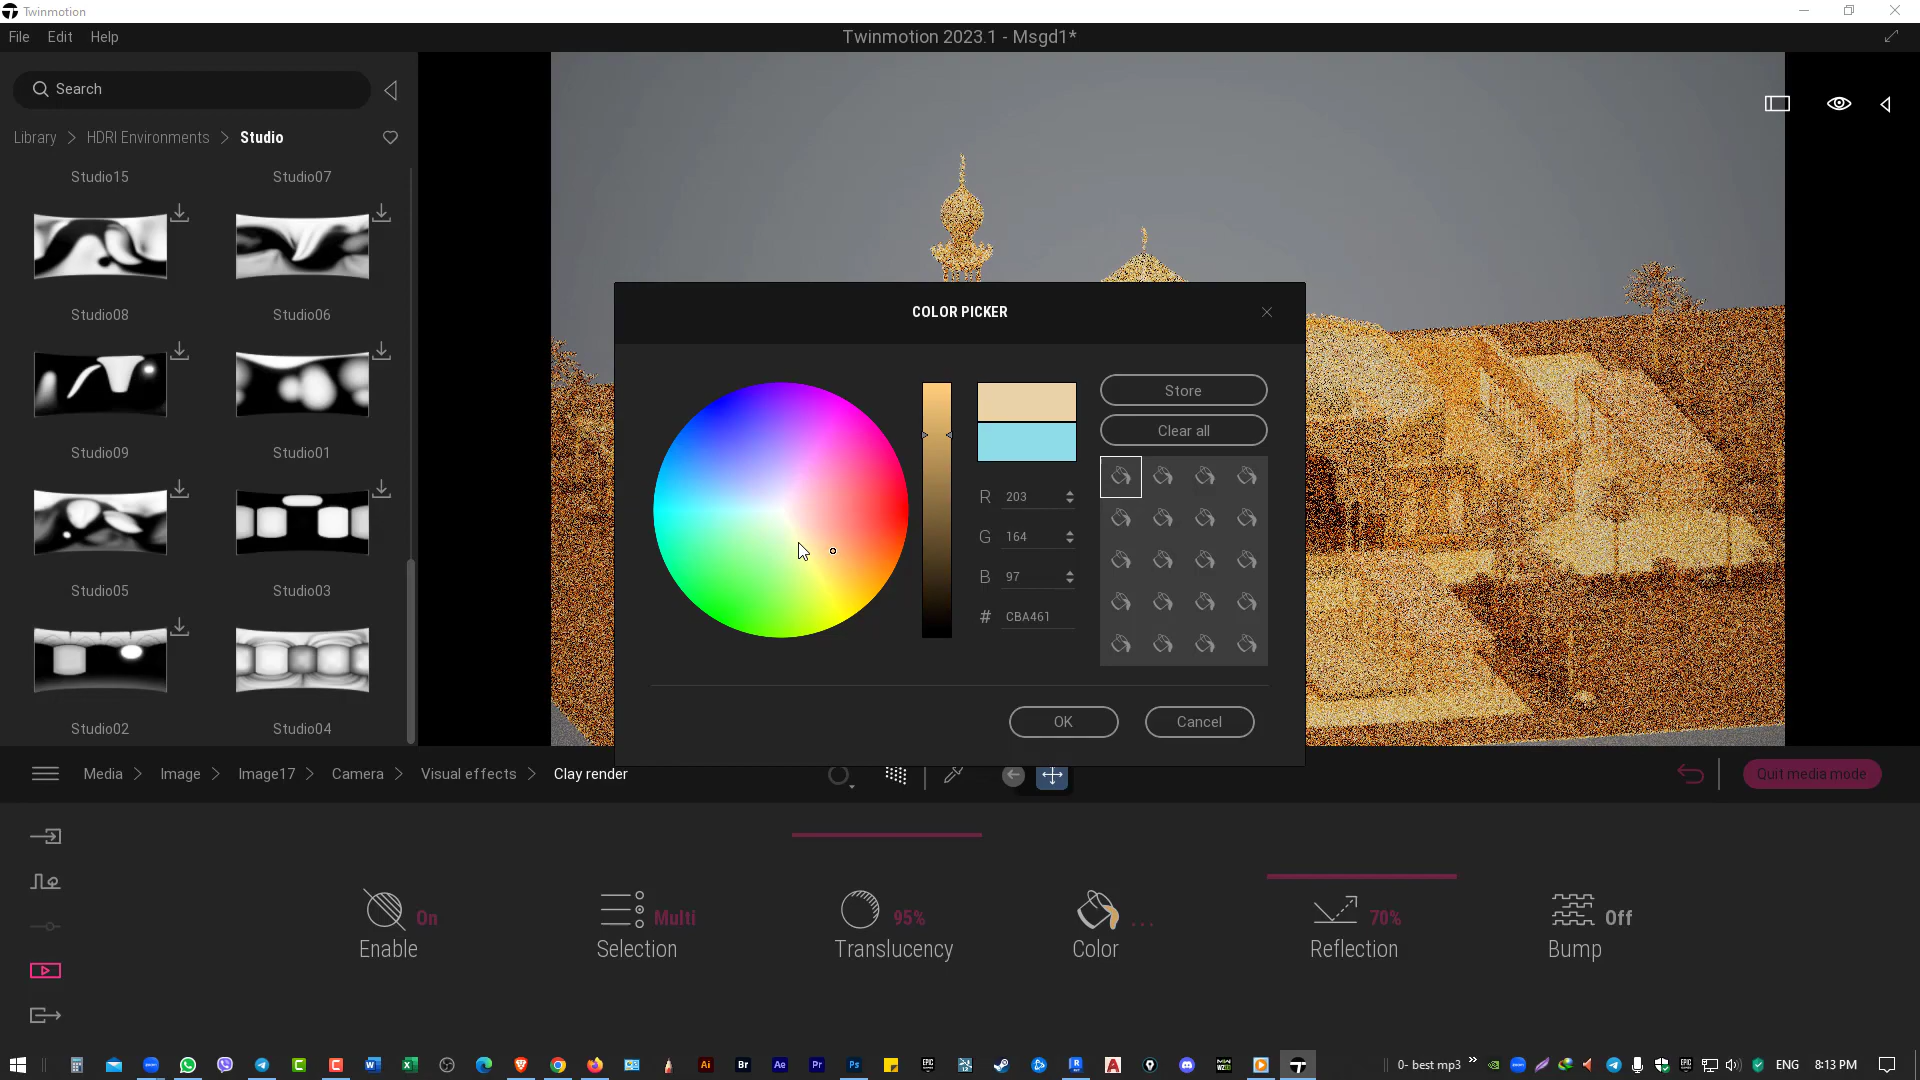 Twinmotion
File Edit Help
Twinmotion 2023.1 - Msgd1*
Search
Library > HDRI Environments > Studio
Studio15 Studio07
Studio08 Studio06
Studio09 Studio01
Studio05 Studio03
Studio02 Studio04
COLOR PICKER
Store
Clear all
R 203
G 164
B 97
# CBA461
OK Cancel
Media > Image > Image17 > Camera > Visual effects > Clay render
Quit media mode
On
Enable
Multi
Selection
95%
Translucency
...
Color
70%
Reflection
Off
Bump
0- best mp3 » ENG 8:13 PM